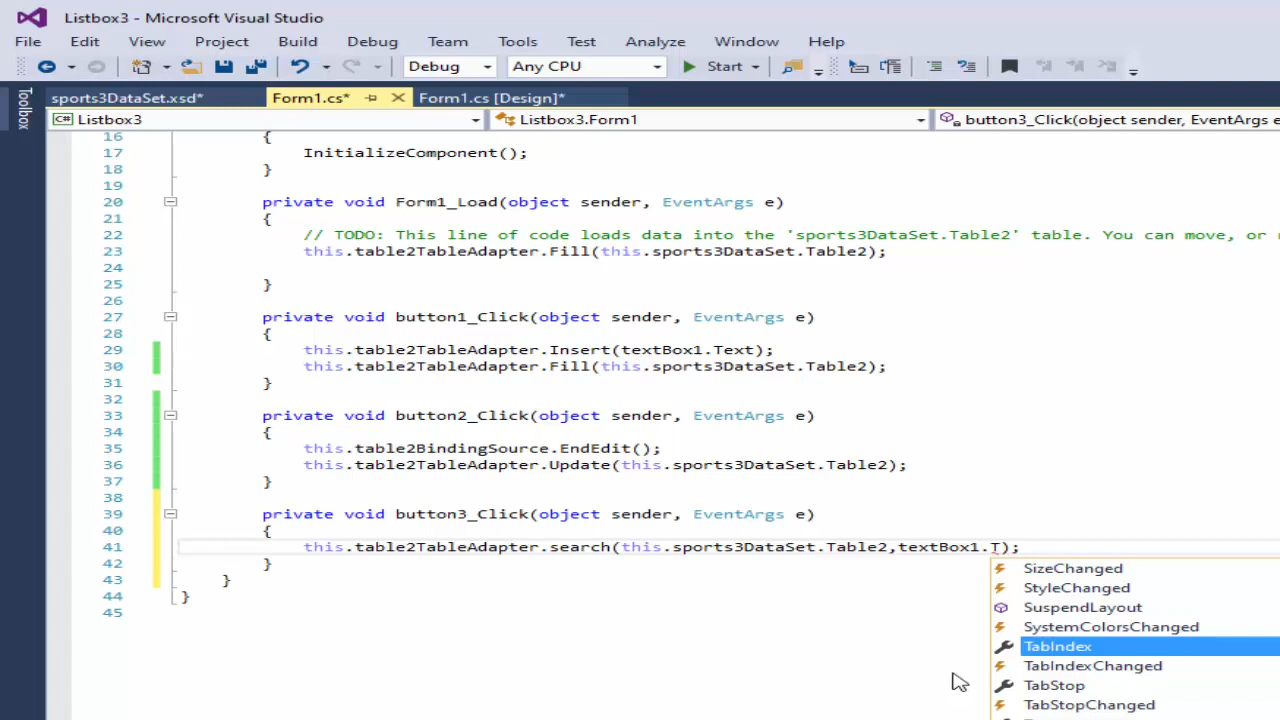 Listbox3 - Microsoft Visual Studio
File Edit View Project Build Debug Team Tools Test Analyze Window Help
Debug Any CPU Start
Toolbox
sports3DataSet.xsd* Form1.cs* Form1.cs [Design]*
C# Listbox3 Listbox3.Form1 button3_Click(object sender, EventArgs e
16 {
17 InitializeComponent();
18 }
19
20 private void Form1_Load(object sender, EventArgs e)
21 {
22 // TODO: This line of code loads data into the 'sports3DataSet.Table2' table. You can move, or
23 this.table2TableAdapter.Fill(this.sports3DataSet.Table2);
24
25 }
26
27 private void button1_Click(object sender, EventArgs e)
28 {
29 this.table2TableAdapter.Insert(textBox1.Text);
30 this.table2TableAdapter.Fill(this.sports3DataSet.Table2);
31 }
32
33 private void button2_Click(object sender, EventArgs e)
34 {
35 this.table2BindingSource.EndEdit();
36 this.table2TableAdapter.Update(this.sports3DataSet.Table2);
37 }
38
39 private void button3_Click(object sender, EventArgs e)
40 {
41 this.table2TableAdapter.search(this.sports3DataSet.Table2,textBox1.T);
42 }
43 }
44 }
45
SizeChanged
StyleChanged
SuspendLayout
SystemColorsChanged
TabIndex
TabIndexChanged
TabStop
TabStopChanged